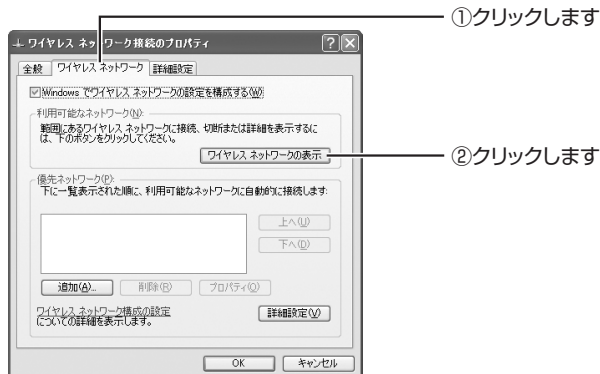 ①クリックします
ワイヤレス ネットワーク接続のプロパティ
全般 ワイヤレス ネットワーク 詳細設定
Windows でワイヤレス ネットワークの設定を構成する(W)
利用可能なネットワーク(N):
範囲にあるワイヤレス ネットワークに接続、切断または詳細を表示するに
は、下のボタンをクリックしてください。
ワイヤレス ネットワークの表示
②クリックします
優先ネットワーク(P):
下に一覧表示された順に、利用可能なネットワークに自動的に接続します:
上へ(U)
下へ(D)
追加(A)... 削除(R) プロパティ(O)
ワイヤレス ネットワーク構成の設定
についての詳細を表示します。
詳細設定(V)
OK キャンセル